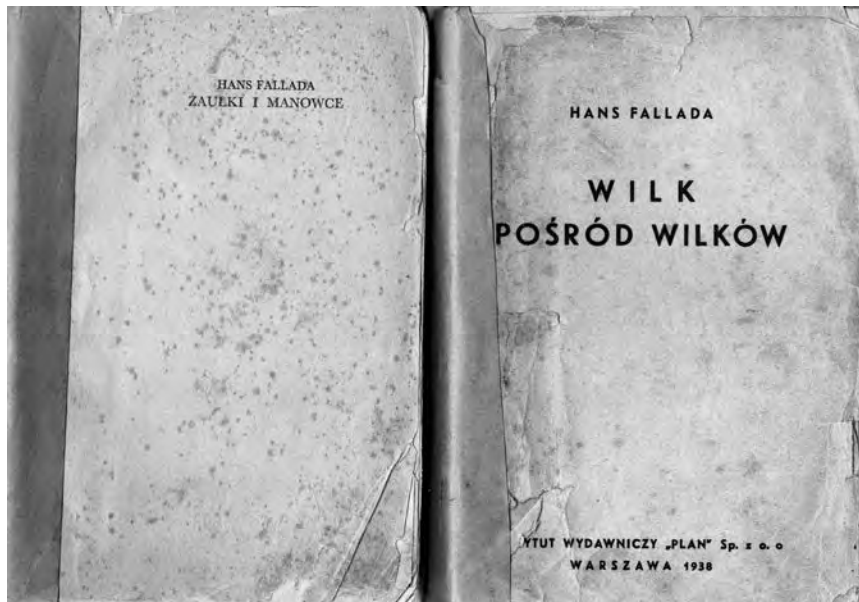 HANS FALLADA
ZAUŁKI I MANOWCE
HANS FALLADA
WILK
POŚRÓD WILKÓW
YTUT WYDAWNICZY „PLAN" Sp. z o. o
WARSZAWA 1938